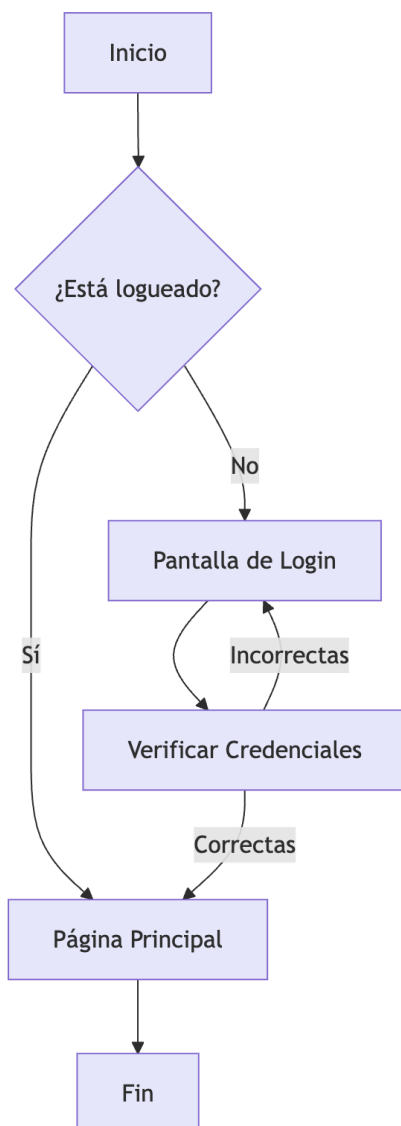 Inicio
¿Está logueado?
No
Pantalla de Login
Sí
Incorrectas
Verificar Credenciales
Correctas
Página Principal
Fin